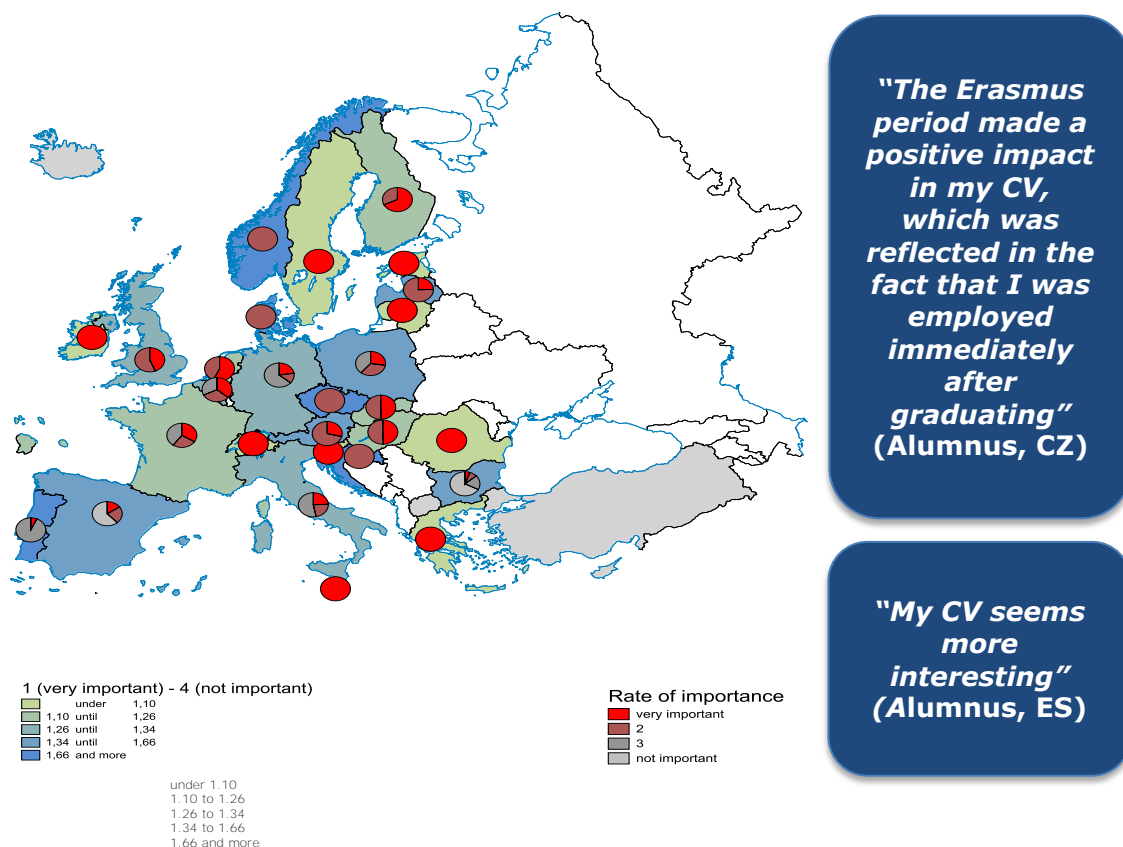 “The Erasmus
period made a
positive impact
in my CV,
which was
reflected in the
fact that I was
employed
immediately
after
graduating”
(Alumnus, CZ)
“My CV seems
more
interesting”
(Alumnus, ES)
1 (very important) - 4 (not important)
under 1,10
1,10 until 1,26
1,26 until 1,34
1,34 until 1,66
1,66 and more
Rate of importance
very important
2
3
not important
under 1.10
1.10 to 1.26
1.26 to 1.34
1.34 to 1.66
1.66 and more